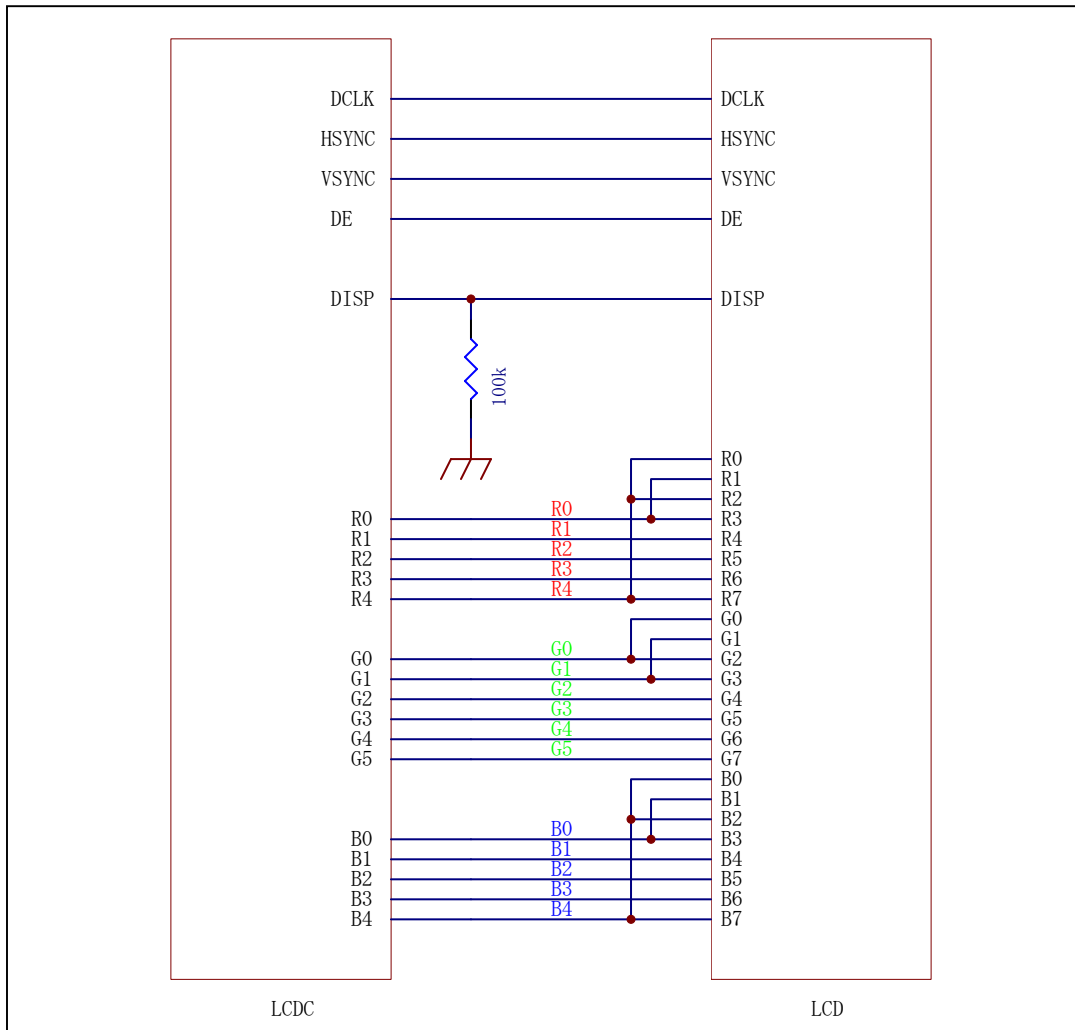 DCLK DCLK
HSYNC HSYNC
VSYNC VSYNC
DE DE
DISP DISP
100k
R0
R1
R2
R0 R0 R3
R1 R1 R4
R2 R2 R5
R3 R3 R6
R4 R4 R7
G0
G1
G0 G0 G2
G1 G1 G3
G2 G2 G4
G3 G3 G5
G4 G4 G6
G5 G5 G7
B0
B1
B2
B0 B0 B3
B1 B1 B4
B2 B2 B5
B3 B3 B6
B4 B4 B7
LCDC LCD